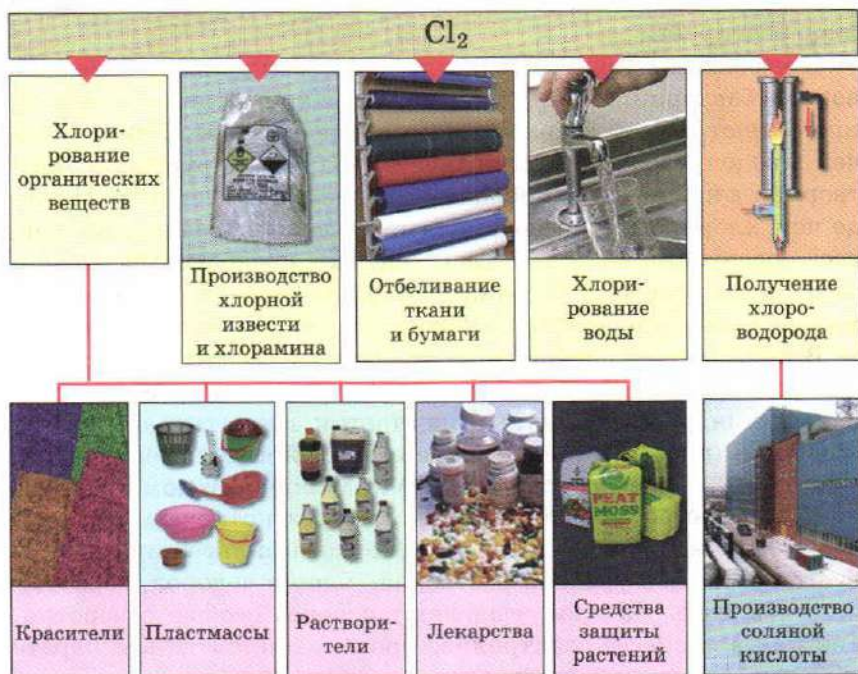 Cl₂
Хлори-
рование
органических
веществ
Производство
хлорной
извести
и хлорамина
Отбеливание
ткани
и бумаги
Хлори-
рование
воды
Получение
хлоро-
водорода
PEAT
MOSS
Красители
Пластмассы
Раствори-
тели
Лекарства
Средства
защиты
растений
Производство
соляной
кислоты